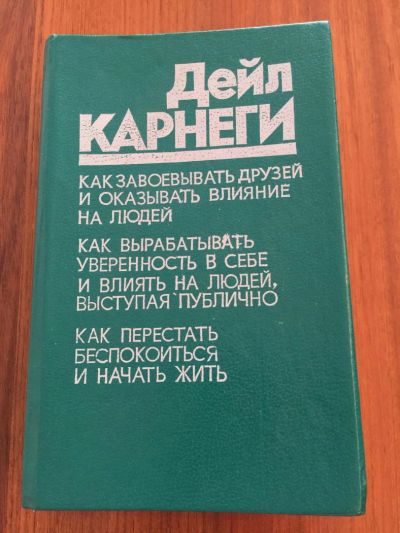 Дейл
КАРНЕГИ
КАК ЗАВОЕВЫВАТЬ ДРУЗЕЙ
И ОКАЗЫВАТЬ ВЛИЯНИЕ
НА ЛЮДЕЙ
КАК ВЫРАБАТЫВАТЬ
УВЕРЕННОСТЬ В СЕБЕ
И ВЛИЯТЬ НА ЛЮДЕЙ,
ВЫСТУПАЯ ПУБЛИЧНО
КАК ПЕРЕСТАТЬ
БЕСПОКОИТЬСЯ
И НАЧАТЬ ЖИТЬ